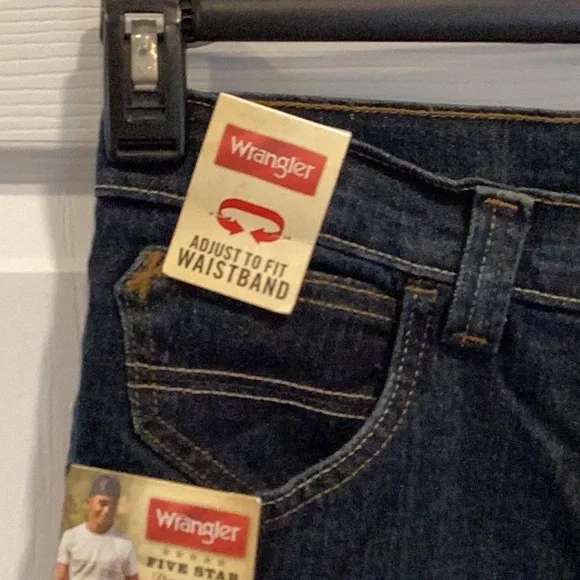 Wrangler
ADJUST TO FIT
WAISTBAND
Wrangler
FIVE STAR